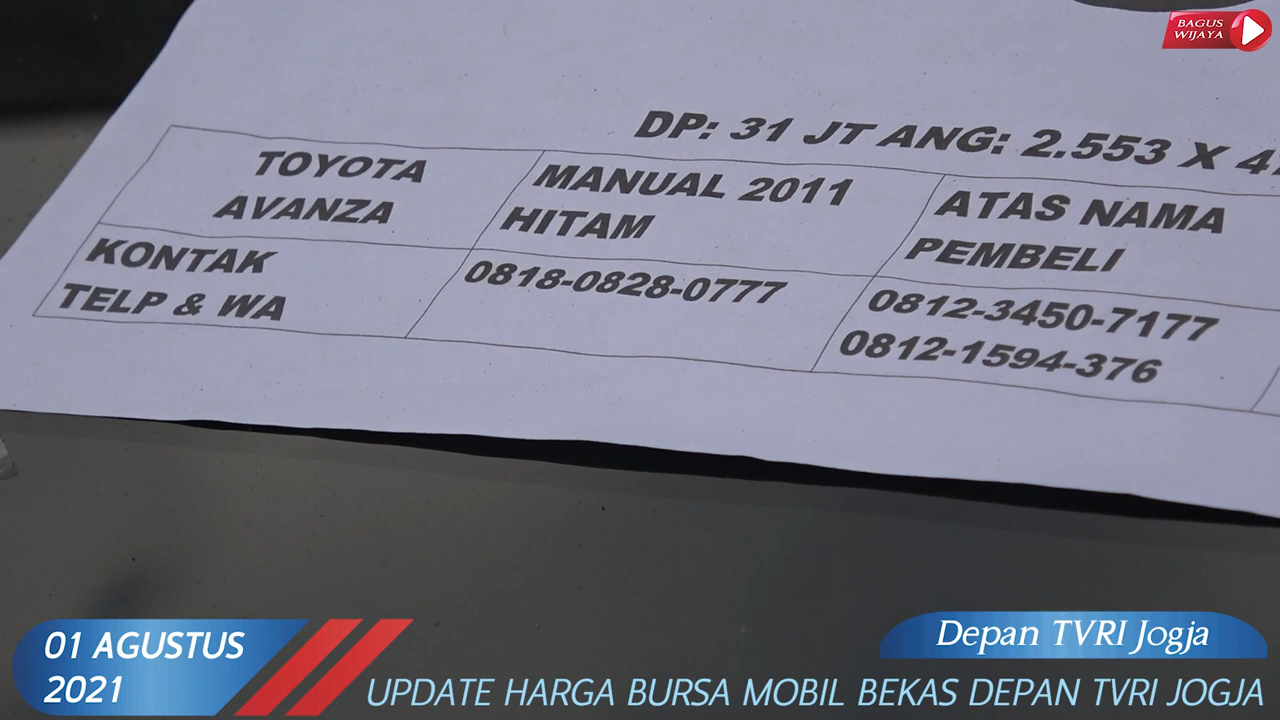 BAGUS
WIJAYA
DP: 31 JT ANG: 2.553 X
TOYOTA
AVANZA
MANUAL 2011
HITAM
ATAS NAMA
PEMBELI
KONTAK
TELP & WA
0818-0828-0777
0812-3450-7177
0812-1594-376
01 AGUSTUS
2021
Depan TVRI Jogja
UPDATE HARGA BURSA MOBIL BEKAS DEPAN TVRI JOGJA